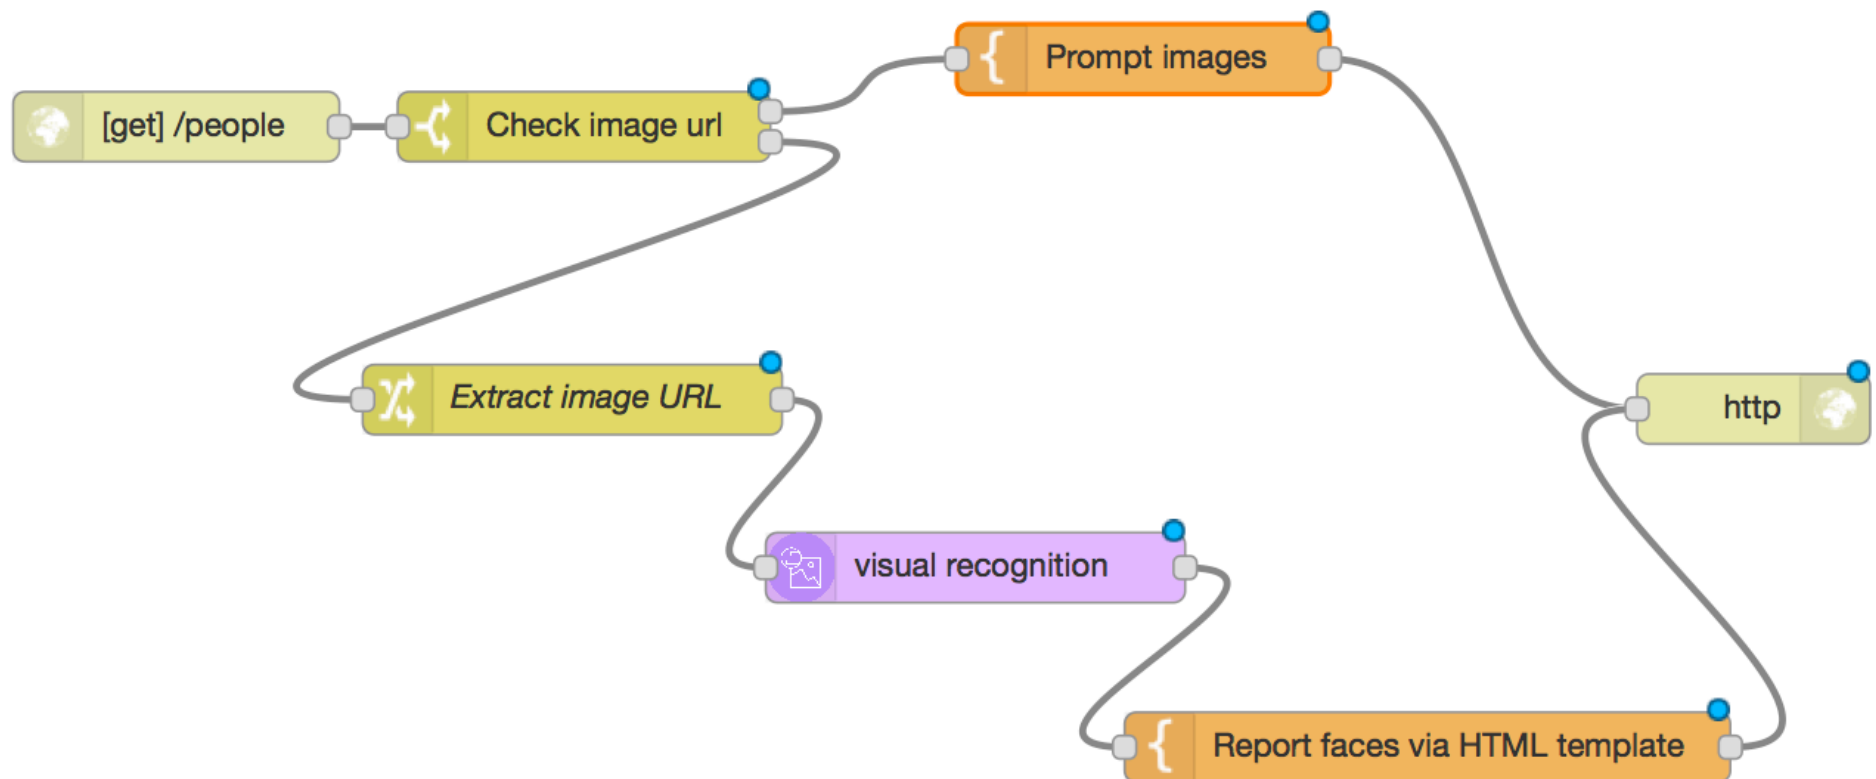 Prompt images
[get] /people
Check image url
Extract image URL
http
visual recognition
Report faces via HTML template